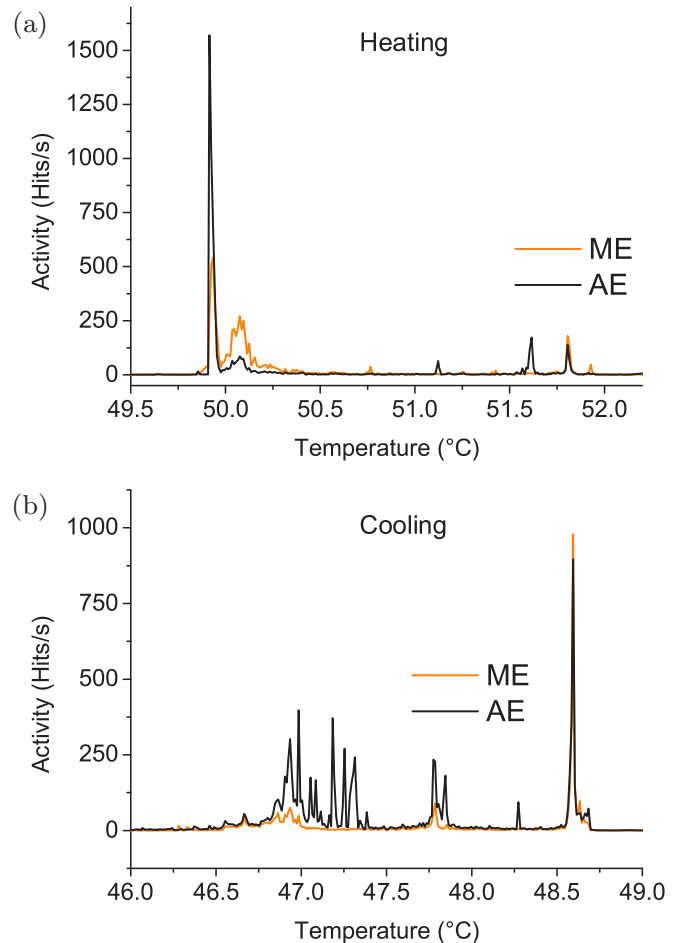 (a)
Heating
1500
1000
750
500
250
0
Activity (Hits/s)
ME
AE
49.5 50.0 50.5 51.0 51.5 52.0
Temperature (°C)
(b)
Cooling
1000
750
500
250
0
Activity (Hits/s)
ME
AE
46.0 46.5 47.0 47.5 48.0 48.5 49.0
Temperature (°C)